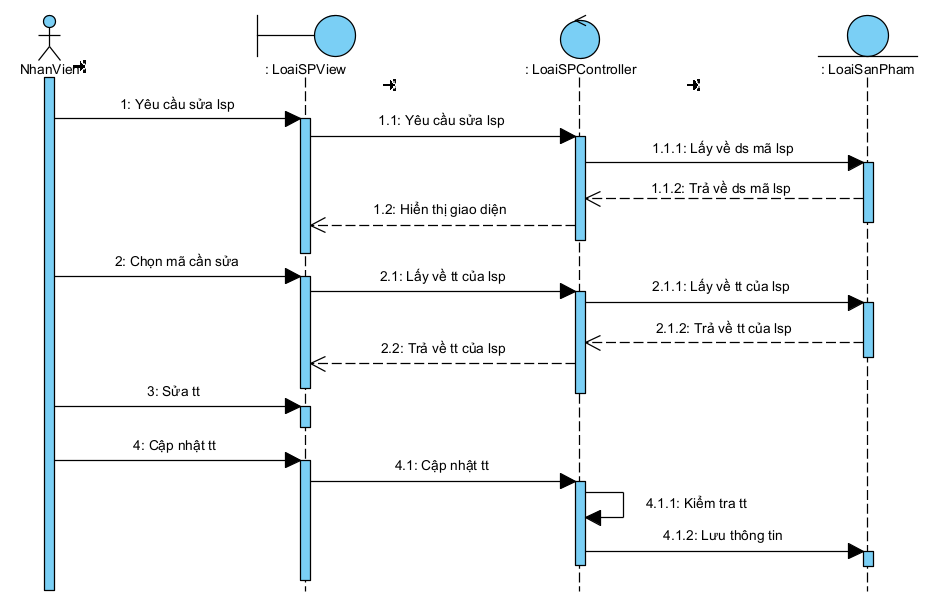 NhanVien
: LoaiSPView
: LoaiSPController
: LoaiSanPham
1: Yêu cầu sửa lsp
1.1: Yêu cầu sửa lsp
1.1.1: Lấy về ds mã lsp
1.1.2: Trả về ds mã lsp
1.2: Hiển thị giao diện
2: Chọn mã cần sửa
2.1: Lấy về tt của lsp
2.1.1: Lấy về tt của lsp
2.1.2: Trả về tt của lsp
2.2: Trả về tt của lsp
3: Sửa tt
4: Cập nhật tt
4.1: Cập nhật tt
4.1.1: Kiểm tra tt
4.1.2: Lưu thông tin